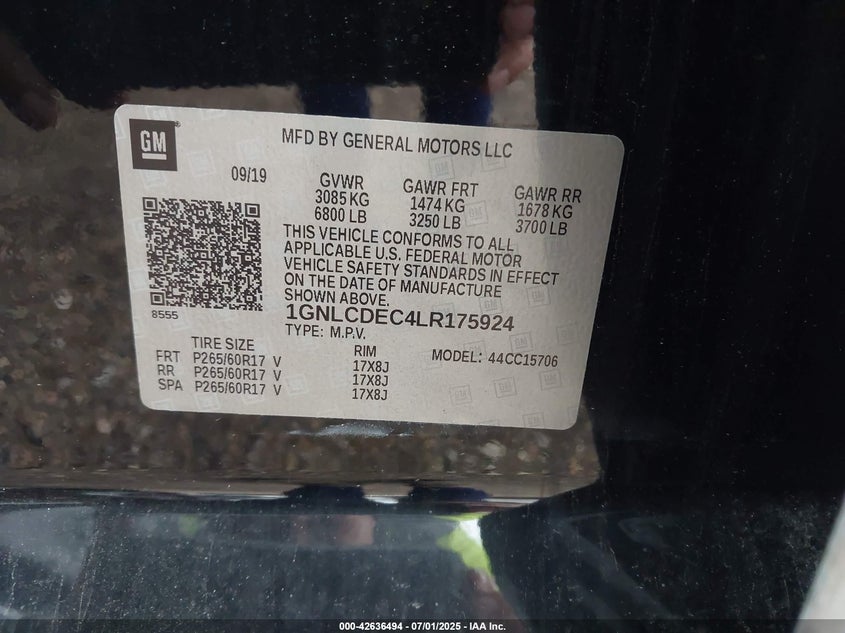 GM
MFD BY GENERAL MOTORS LLC
09/19
GVWR GAWR FRT GAWR RR
3085 KG 1474 KG 1678 KG
6800 LB 3250 LB 3700 LB
THIS VEHICLE CONFORMS TO ALL
APPLICABLE U.S. FEDERAL MOTOR
VEHICLE SAFETY STANDARDS IN EFFECT
ON THE DATE OF MANUFACTURE
SHOWN ABOVE.
8555
1GNLCDEC4LR175924
TYPE: M.P.V.
TIRE SIZE RIM MODEL: 44CC15706
FRT P265/60R17 V 17X8J
RR P265/60R17 V 17X8J
SPA P265/60R17 V 17X8J
000-42636494 - 07/01/2025 - IAA Inc.